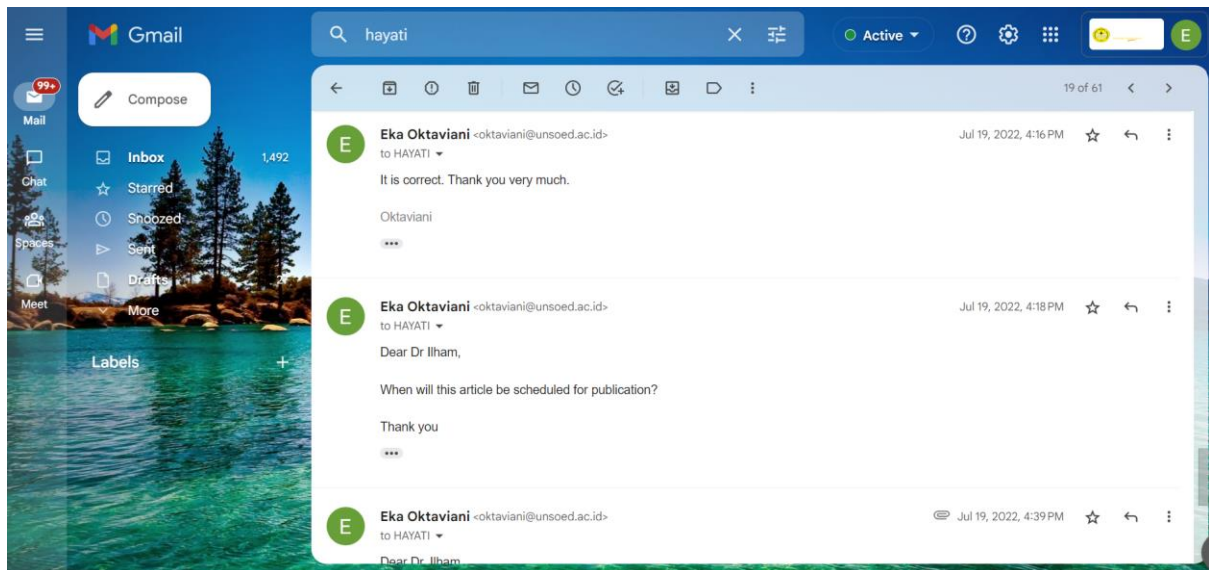 Gmail
hayati
Active
E
99+
Mail
Compose
19 of 61
Chat
Inbox 1,492
Starred
Snoozed
Spaces
Sent
Drafts
Meet
More
Labels
E
Eka Oktaviani <oktaviani@unsoed.ac.id> Jul 19, 2022, 4:16 PM
to HAYATI
It is correct. Thank you very much.
Oktaviani
E
Eka Oktaviani <oktaviani@unsoed.ac.id> Jul 19, 2022, 4:18 PM
to HAYATI
Dear Dr Ilham,
When will this article be scheduled for publication?
Thank you
E
Eka Oktaviani <oktaviani@unsoed.ac.id> Jul 19, 2022, 4:39 PM
to HAYATI
Dear Dr. Ilham